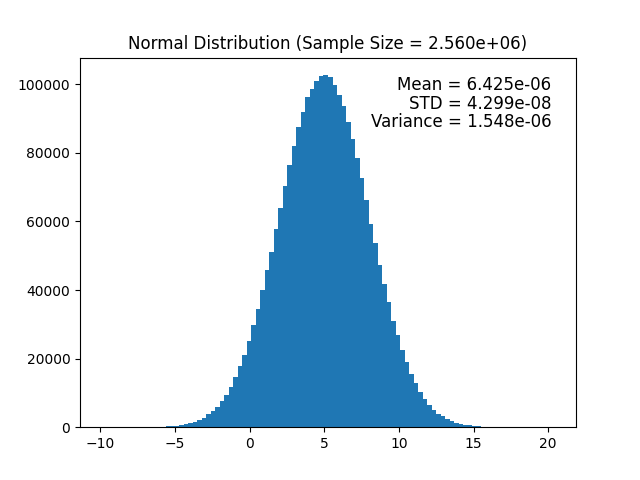 Normal Distribution (Sample Size = 2.560e+06)
Mean = 6.425e-06
STD = 4.299e-08
Variance = 1.548e-06
100000
80000
60000
40000
20000
0
−10 −5 0 5 10 15 20